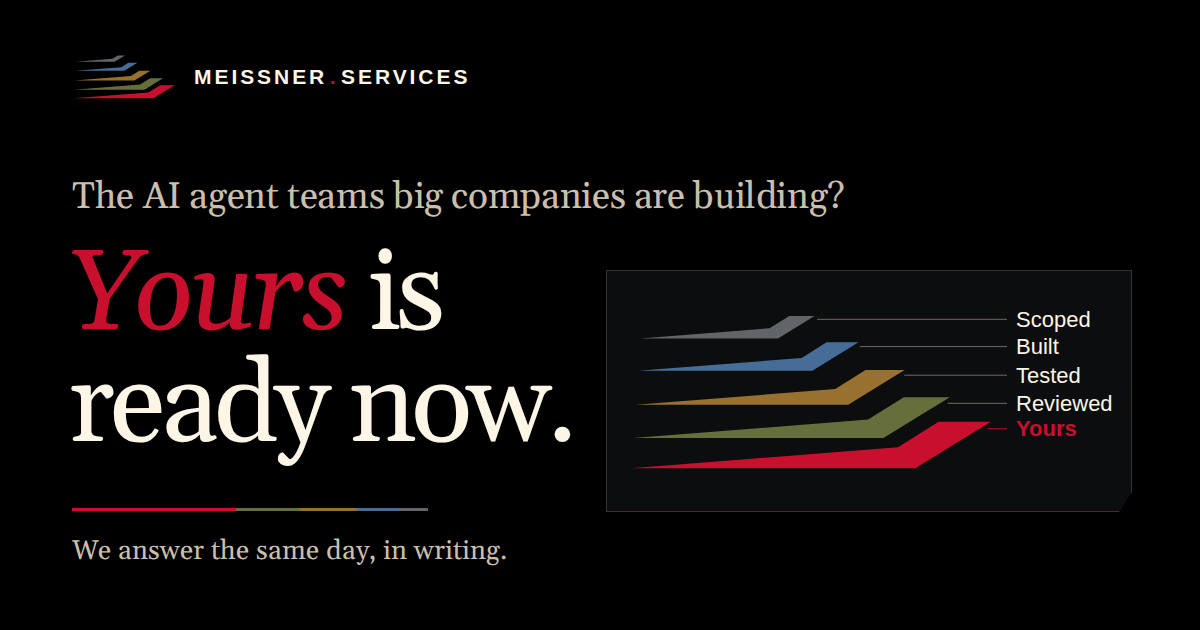 MEISSNER.SERVICES
The AI agent teams big companies are building?
Yours is
ready now.
Scoped
Built
Tested
Reviewed
Yours
We answer the same day, in writing.